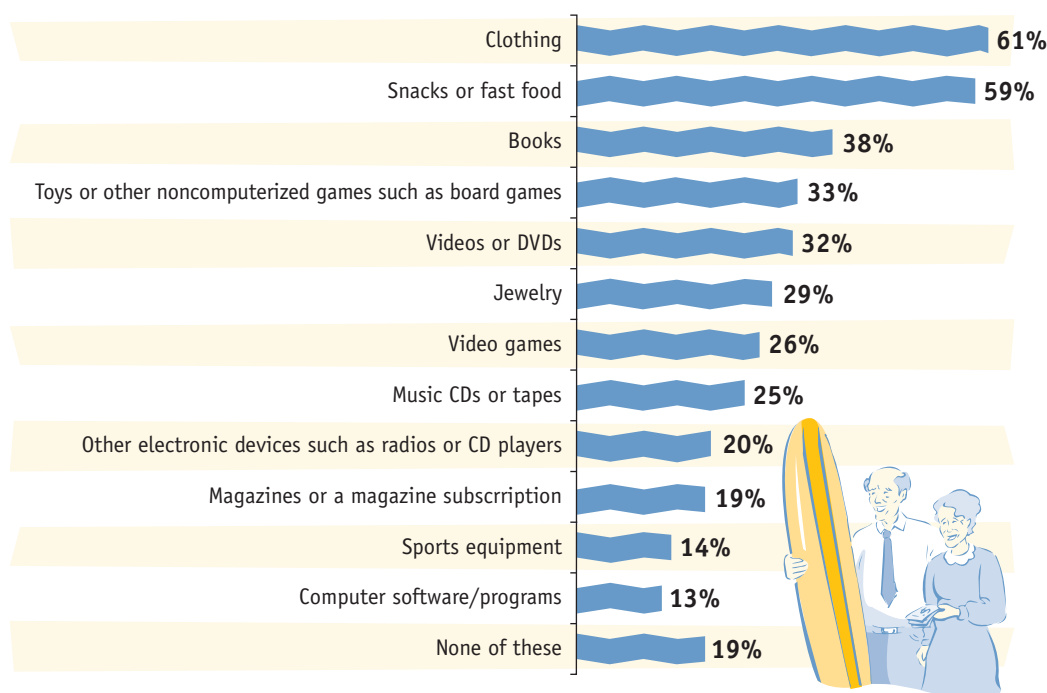 Clothing 61%
Snacks or fast food 59%
Books 38%
Toys or other noncomputerized games such as board games 33%
Videos or DVDs 32%
Jewelry 29%
Video games 26%
Music CDs or tapes 25%
Other electronic devices such as radios or CD players 20%
Magazines or a magazine subscrription 19%
Sports equipment 14%
Computer software/programs 13%
None of these 19%